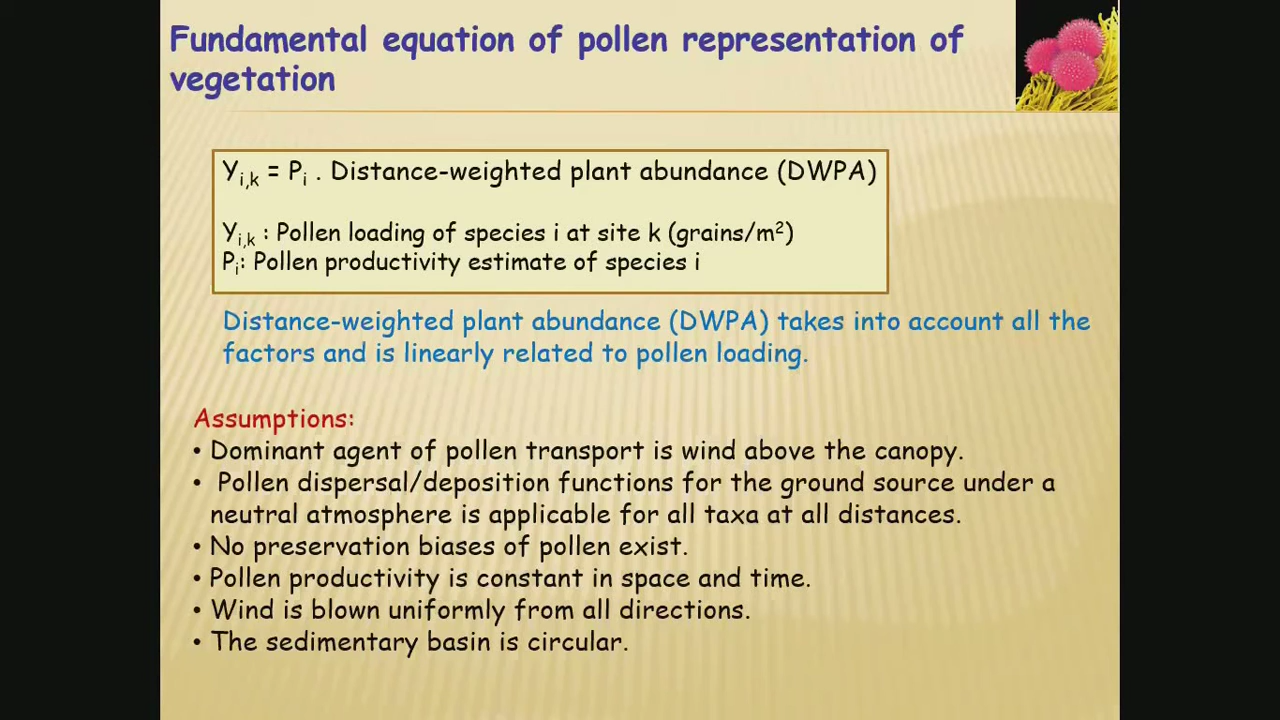 Fundamental equation of pollen representation of
vegetation
Yi,k = Pi . Distance-weighted plant abundance (DWPA)
Yi,k : Pollen loading of species i at site k (grains/m²)
Pi: Pollen productivity estimate of species i
Distance-weighted plant abundance (DWPA) takes into account all the
factors and is linearly related to pollen loading.
Assumptions:
• Dominant agent of pollen transport is wind above the canopy.
• Pollen dispersal/deposition functions for the ground source under a
neutral atmosphere is applicable for all taxa at all distances.
• No preservation biases of pollen exist.
• Pollen productivity is constant in space and time.
• Wind is blown uniformly from all directions.
• The sedimentary basin is circular.